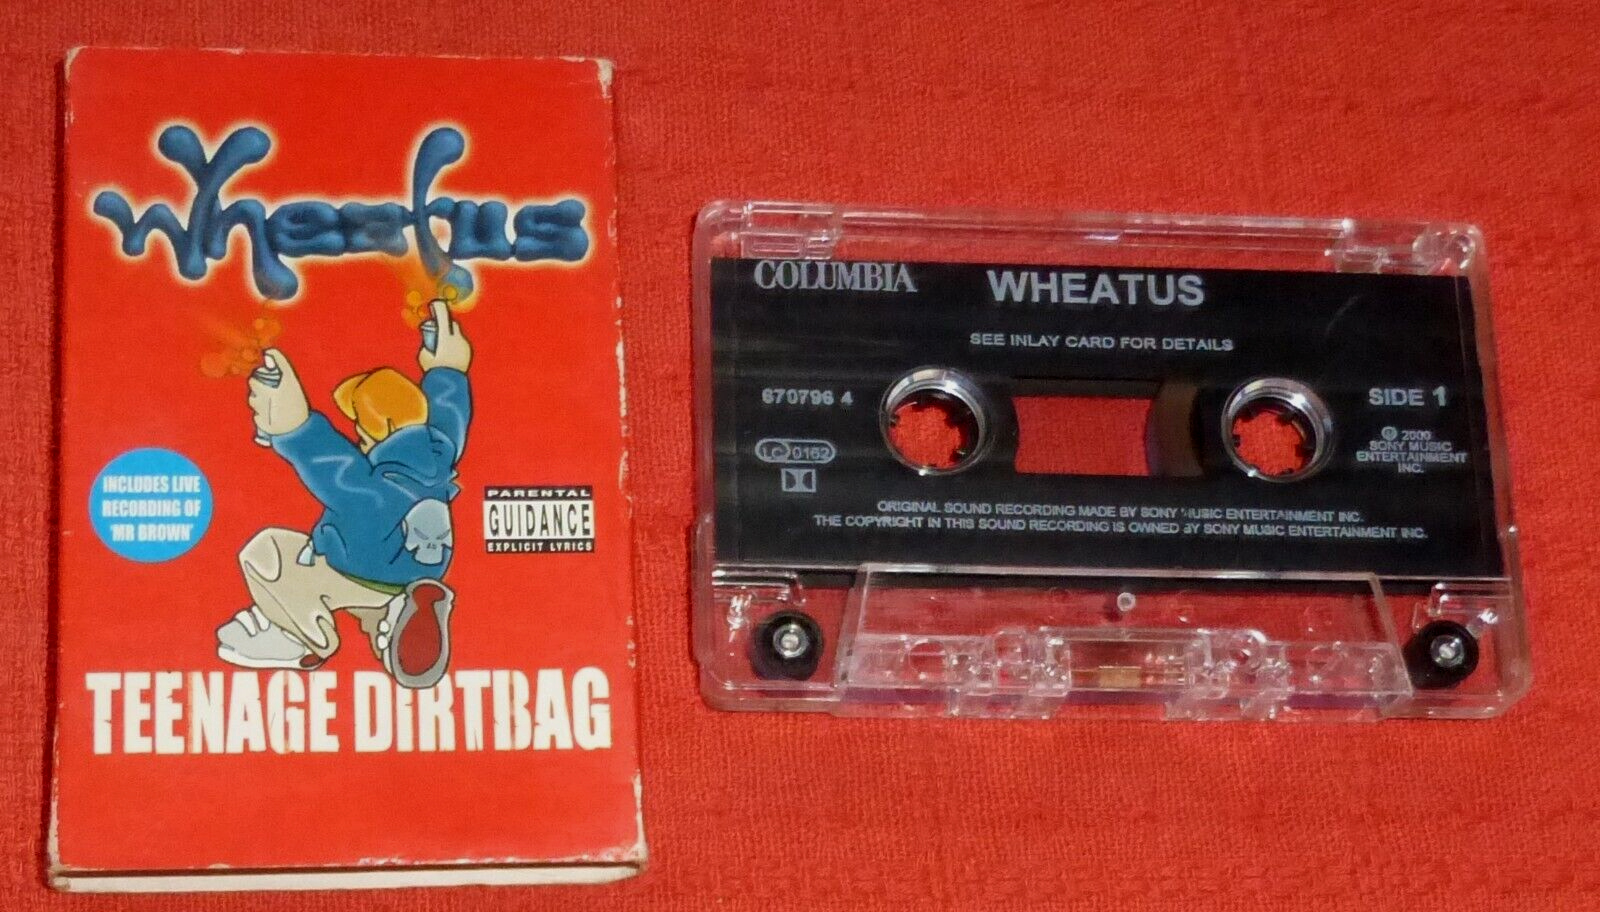 Wheatus
INCLUDES LIVE
RECORDING OF
'MR BROWN'
PARENTAL
GUIDANCE
EXPLICIT LYRICS
TEENAGE DIRTBAG
COLUMBIA
WHEATUS
SEE INLAY CARD FOR DETAILS
670796 4
SIDE 1
LC 0162
℗ 2000
SONY MUSIC
ENTERTAINMENT
INC.
ORIGINAL SOUND RECORDING MADE BY SONY MUSIC ENTERTAINMENT INC.
THE COPYRIGHT IN THIS SOUND RECORDING IS OWNED BY SONY MUSIC ENTERTAINMENT INC.